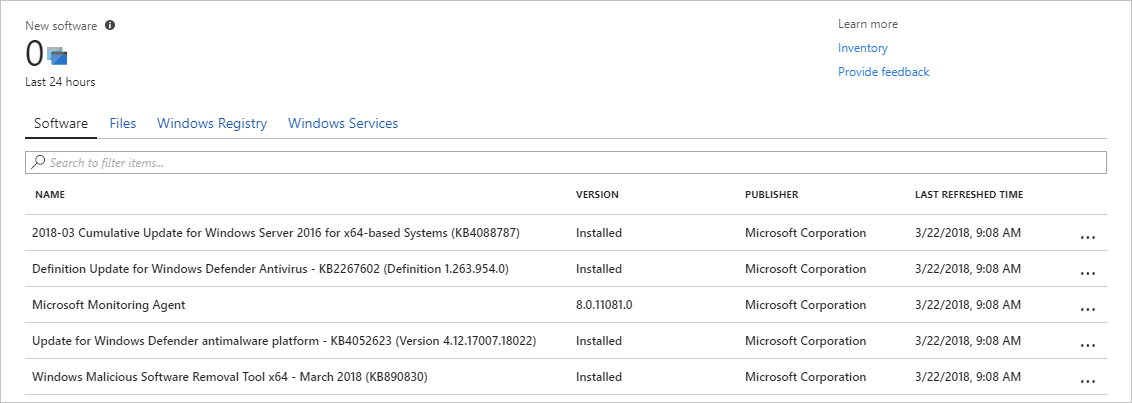 New software
0
Last 24 hours
Learn more
Inventory
Provide feedback
Software Files Windows Registry Windows Services
Search to filter items...
NAME VERSION PUBLISHER LAST REFRESHED TIME
2018-03 Cumulative Update for Windows Server 2016 for x64-based Systems (KB4088787) Installed Microsoft Corporation 3/22/2018, 9:08 AM ...
Definition Update for Windows Defender Antivirus - KB2267602 (Definition 1.263.954.0) Installed Microsoft Corporation 3/22/2018, 9:08 AM ...
Microsoft Monitoring Agent 8.0.11081.0 Microsoft Corporation 3/22/2018, 9:08 AM ...
Update for Windows Defender antimalware platform - KB4052623 (Version 4.12.17007.18022) Installed Microsoft Corporation 3/22/2018, 9:08 AM ...
Windows Malicious Software Removal Tool x64 - March 2018 (KB890830) Installed Microsoft Corporation 3/22/2018, 9:08 AM ...